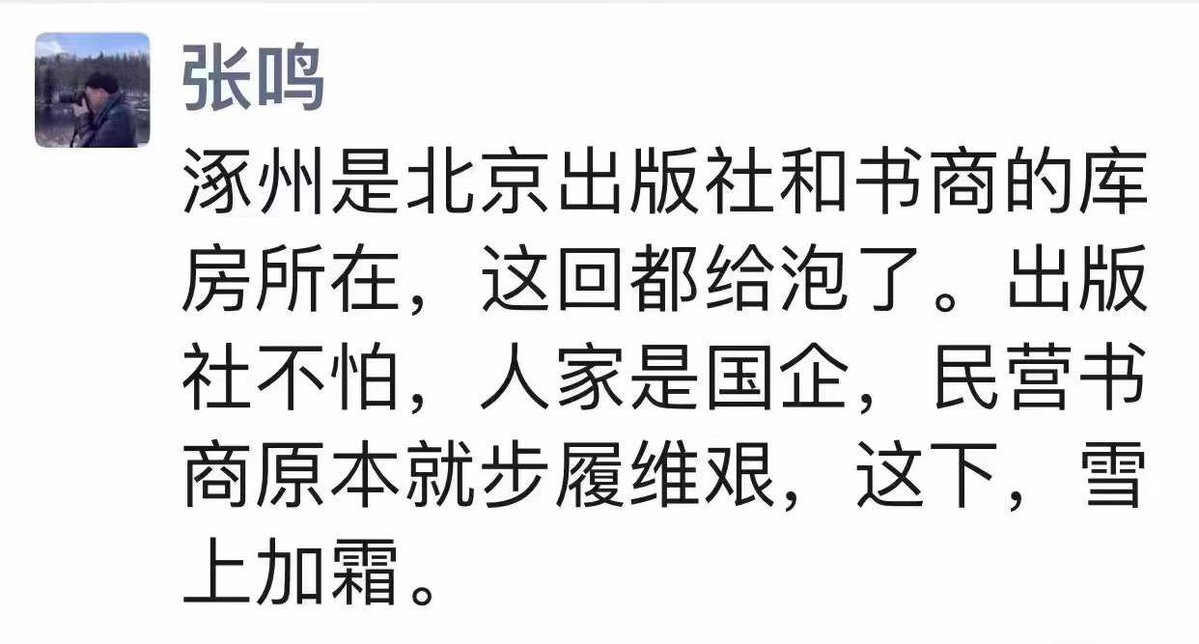 张鸣
涿州是北京出版社和书商的库
房所在，这回都给泡了。出版
社不怕，人家是国企，民营书
商原本就步履维艰，这下，雪
上加霜。